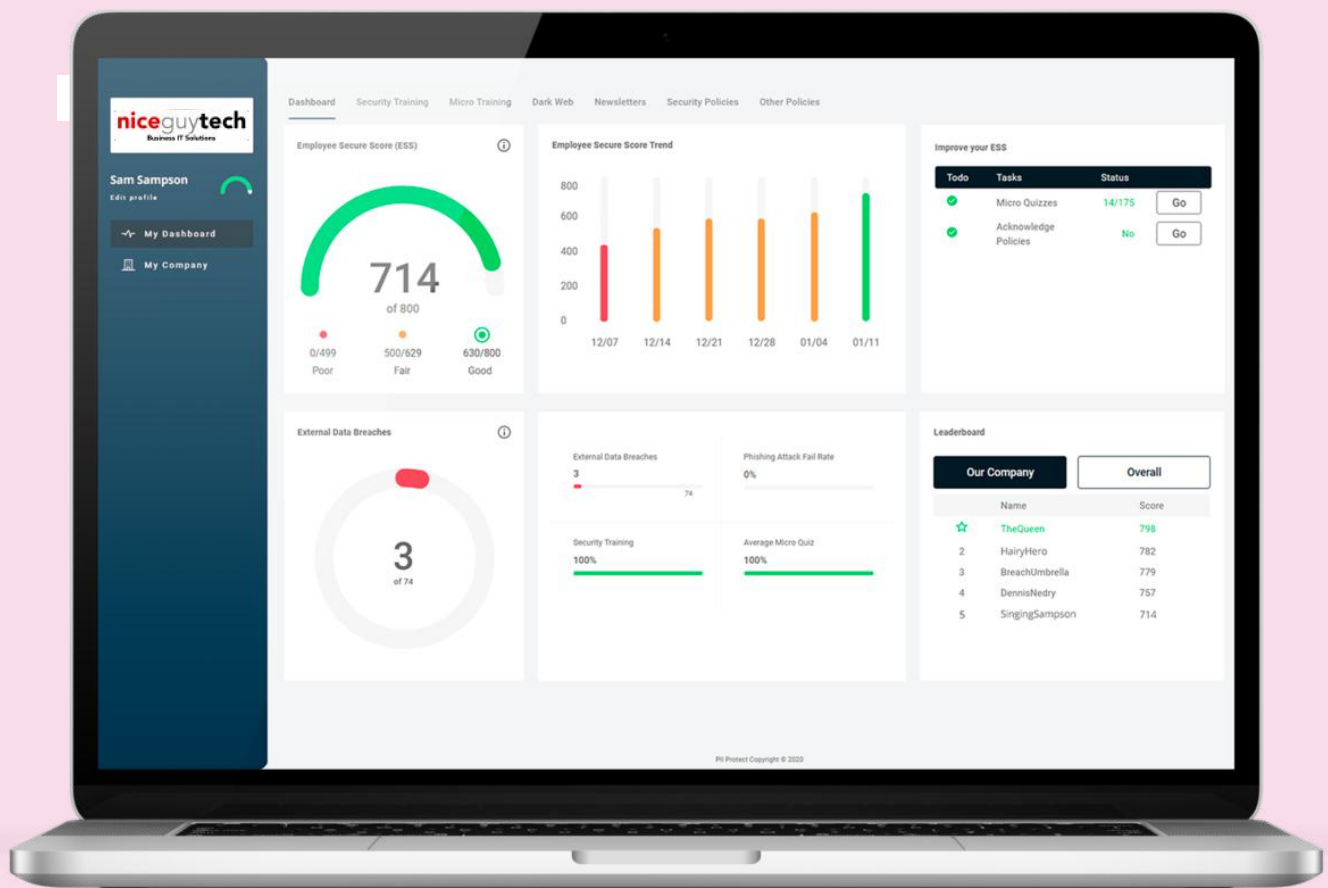 niceguytech
Business IT Solutions
Sam Sampson
Edit profile
My Dashboard
My Company
Dashboard Security Training Micro Training Dark Web Newsletters Security Policies Other Policies
Employee Secure Score (ESS)
714
of 800
0/499 500/629 630/800
Poor Fair Good
Employee Secure Score Trend
800
600
400
200
0
12/07 12/14 12/21 12/28 01/04 01/11
Improve your ESS
Todo Tasks Status
Micro Quizzes 14/175 Go
Acknowledge
Policies No Go
External Data Breaches
3
of 74
External Data Breaches
3
74
Phishing Attack Fail Rate
0%
Security Training
100%
Average Micro Quiz
100%
Leaderboard
Our Company Overall
Name Score
TheQueen 798
2 HairyHero 782
3 BreachUmbrella 779
4 DennisNedry 757
5 SingingSampson 714
PII Protect Copyright © 2020